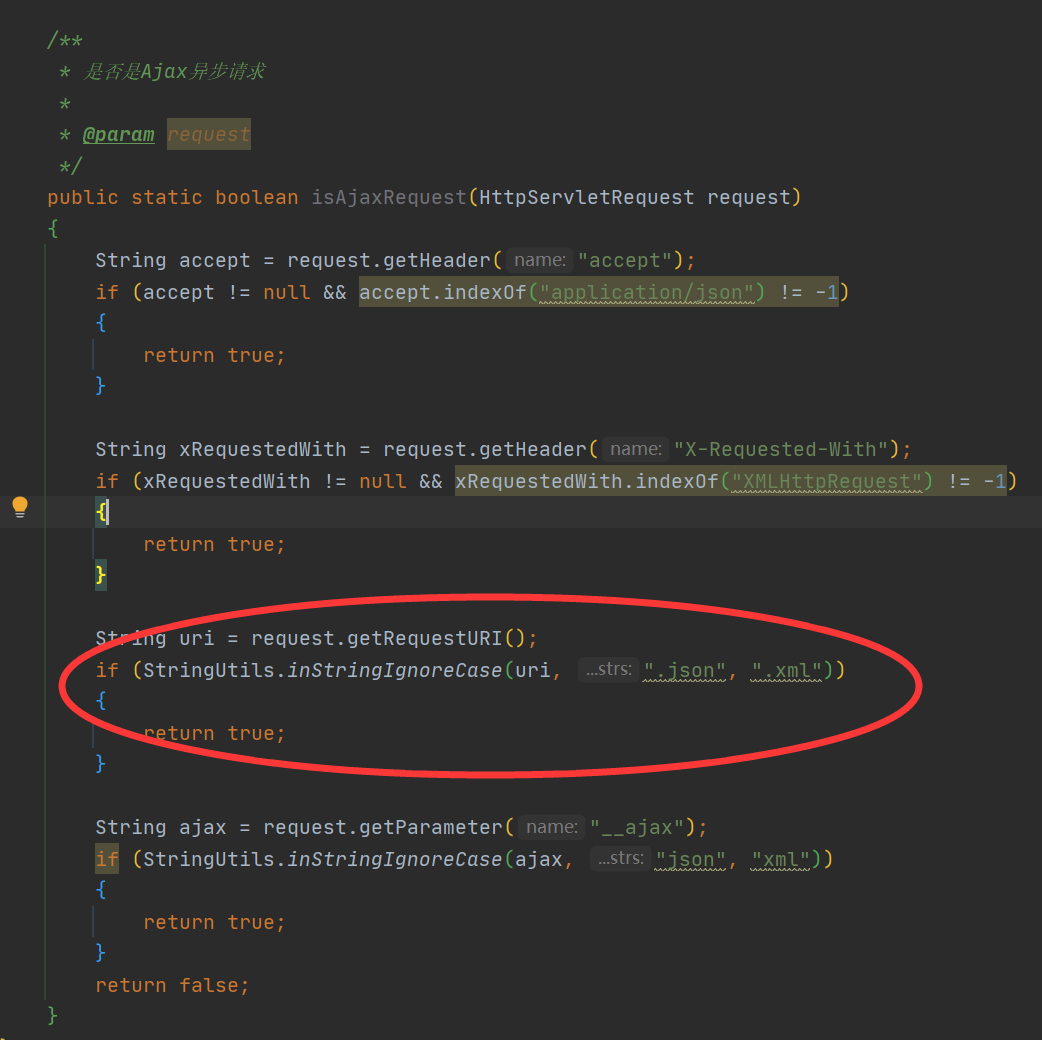 /**
 * 是否是Ajax异步请求
 *
 * @param request
 */
public static boolean isAjaxRequest(HttpServletRequest request)
{
    String accept = request.getHeader( name: "accept");
    if (accept != null && accept.indexOf("application/json") != -1)
    {
        return true;
    }
    String xRequestedWith = request.getHeader( name: "X-Requested-With");
    if (xRequestedWith != null && xRequestedWith.indexOf("XMLHttpRequest") != -1)
    {
        return true;
    }
    String uri = request.getRequestURI();
    if (StringUtils.inStringIgnoreCase(uri, ...strs: ".json", ".xml"))
    {
        return true;
    }
    String ajax = request.getParameter( name: "__ajax");
    if (StringUtils.inStringIgnoreCase(ajax, ...strs: "json", "xml"))
    {
        return true;
    }
    return false;
}